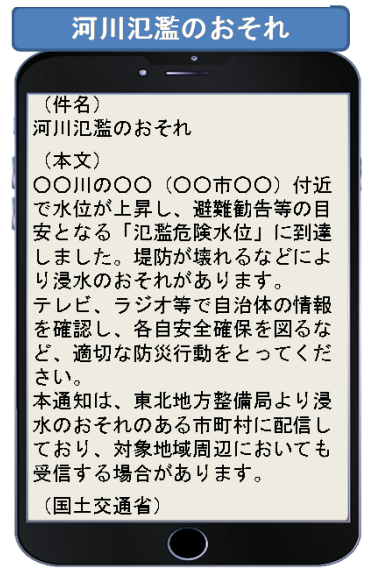 河川氾濫のおそれ
（件名）
河川氾濫のおそれ
（本文）
〇〇川の〇〇（〇〇市〇〇）付近
で水位が上昇し、避難勧告等の目
安となる「氾濫危険水位」に到達
しました。堤防が壊れるなどによ
り浸水のおそれがあります。
テレビ、ラジオ等で自治体の情報
を確認し、各自安全確保を図るな
ど、適切な防災行動をとってくだ
さい。
本通知は、東北地方整備局より浸
水のおそれのある市町村に配信し
ており、対象地域周辺においても
受信する場合があります。
（国土交通省）